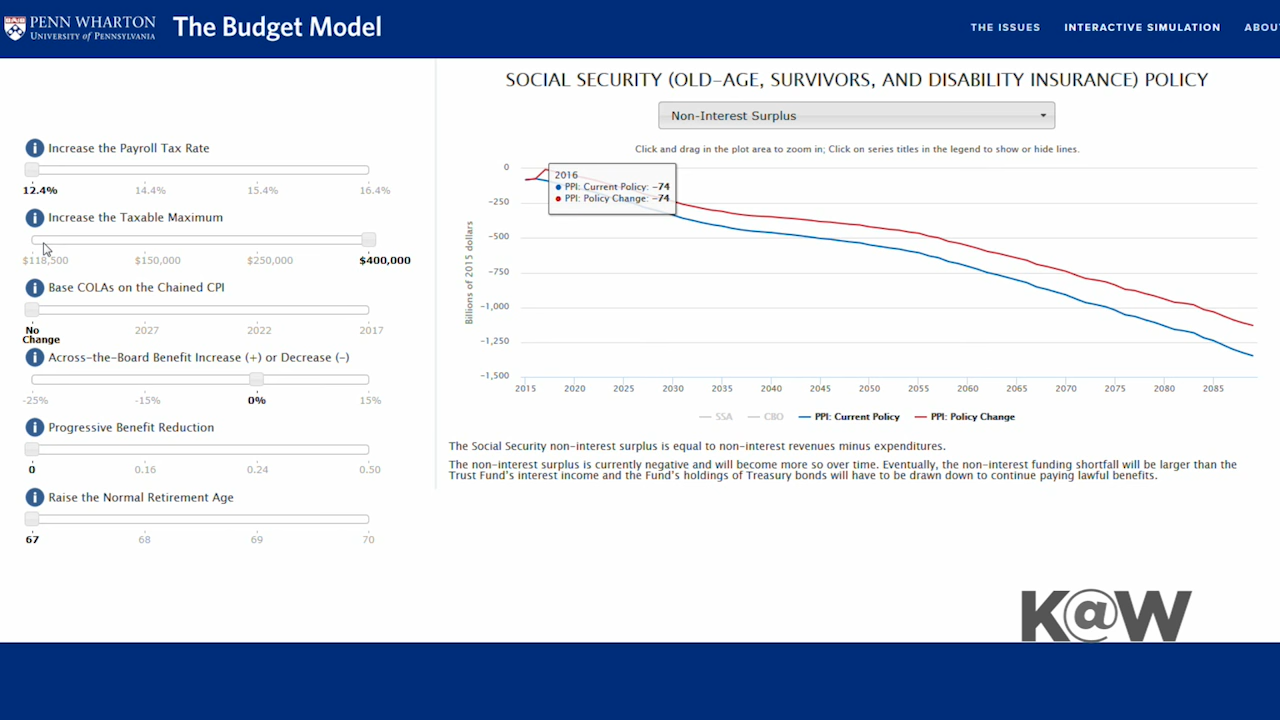 PENN WHARTON
UNIVERSITY of PENNSYLVANIA
The Budget Model
THE ISSUES
INTERACTIVE SIMULATION
ABOU
SOCIAL SECURITY (OLD-AGE, SURVIVORS, AND DISABILITY INSURANCE) POLICY
Non-Interest Surplus
Click and drag in the plot area to zoom in; Click on series titles in the legend to show or hide lines.
i Increase the Payroll Tax Rate
12.4% 14.4% 15.4% 16.4%
i Increase the Taxable Maximum
$118,500 $150,000 $250,000 $400,000
i Base COLAs on the Chained CPI
No Change 2027 2022 2017
i Across-the-Board Benefit Increase (+) or Decrease (-)
-25% -15% 0% 15%
i Progressive Benefit Reduction
0 0.16 0.24 0.50
i Raise the Normal Retirement Age
67 68 69 70
Billions of 2015 dollars
0
-250
-500
-750
-1,000
-1,250
-1,500
2016
PPI: Current Policy: -74
PPI: Policy Change: -74
2015 2020 2025 2030 2035 2040 2045 2050 2055 2060 2065 2070 2075 2080 2085
SSA CBO PPI: Current Policy PPI: Policy Change
The Social Security non-interest surplus is equal to non-interest revenues minus expenditures.
The non-interest surplus is currently negative and will become more so over time. Eventually, the non-interest funding shortfall will be larger than the
Trust Fund's interest income and the Fund's holdings of Treasury bonds will have to be drawn down to continue paying lawful benefits.
K@W